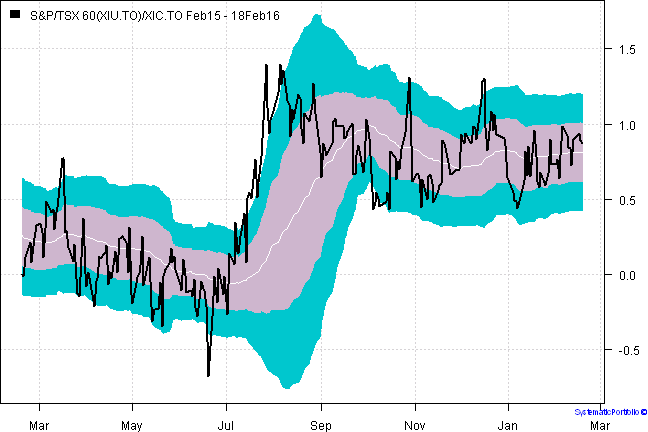 S&P/TSX 60(XIU.TO)/XIC.TO Feb15 - 18Feb16
1.5
1.0
0.5
0.0
-0.5
SystematicPortfolio ©
Mar May Jul Sep Nov Jan Mar